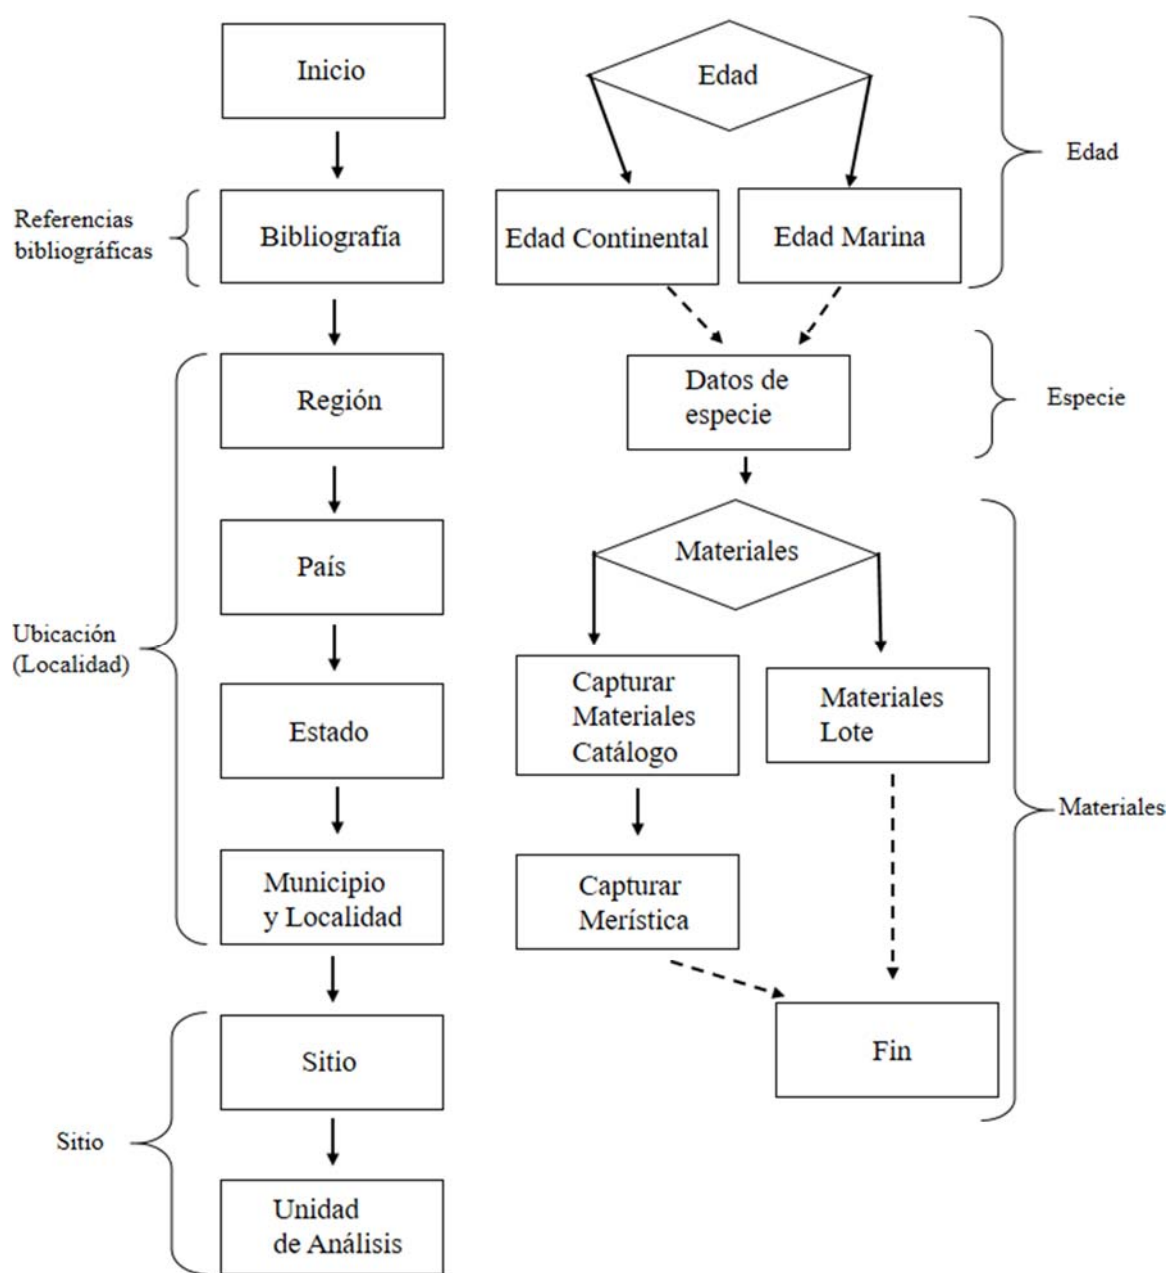 Inicio
Referencias
bibliográficas
Bibliografía
Región
País
Ubicación
(Localidad)
Estado
Municipio
y Localidad
Sitio
Sitio
Unidad
de Análisis
Edad
Edad
Edad Continental
Edad Marina
Datos de
especie
Especie
Materiales
Capturar
Materiales
Catálogo
Materiales
Lote
Materiales
Capturar
Merística
Fin